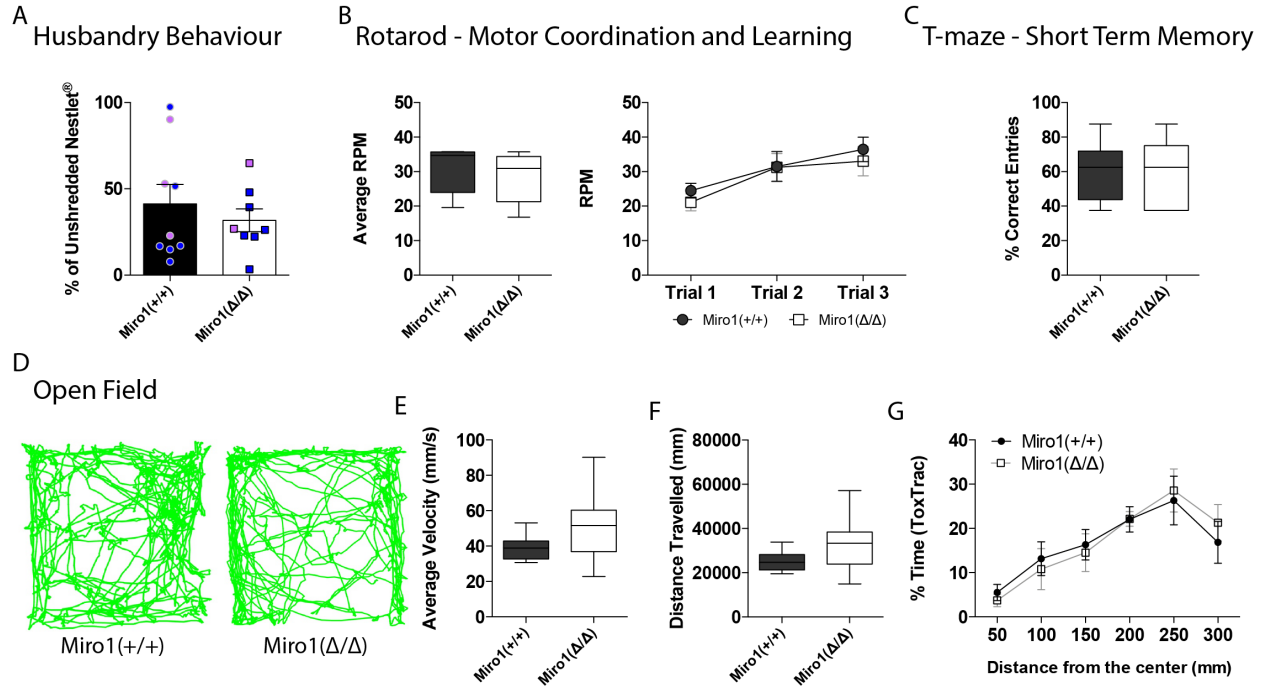 A
Husbandry Behaviour
% of Unshredded Nestlet®
100
50
0
Miro1(+/+)
Miro1(Δ/Δ)
B
Rotarod - Motor Coordination and Learning
Average RPM
50
40
30
20
10
0
Miro1(+/+)
Miro1(Δ/Δ)
RPM
50
40
30
20
10
0
Trial 1 Trial 2 Trial 3
Miro1(+/+) Miro1(Δ/Δ)
C
T-maze - Short Term Memory
% Correct Entries
100
80
60
40
20
0
Miro1(+/+)
Miro1(Δ/Δ)
D
Open Field
Miro1(+/+)
Miro1(Δ/Δ)
E
Average Velocity (mm/s)
100
80
60
40
20
0
Miro1(+/+)
Miro1(Δ/Δ)
F
Distance Travelled (mm)
80000
60000
40000
20000
0
Miro1(+/+)
Miro1(Δ/Δ)
G
% Time (ToxTrac)
40
30
20
10
0
Miro1(+/+)
Miro1(Δ/Δ)
50 100 150 200 250 300
Distance from the center (mm)